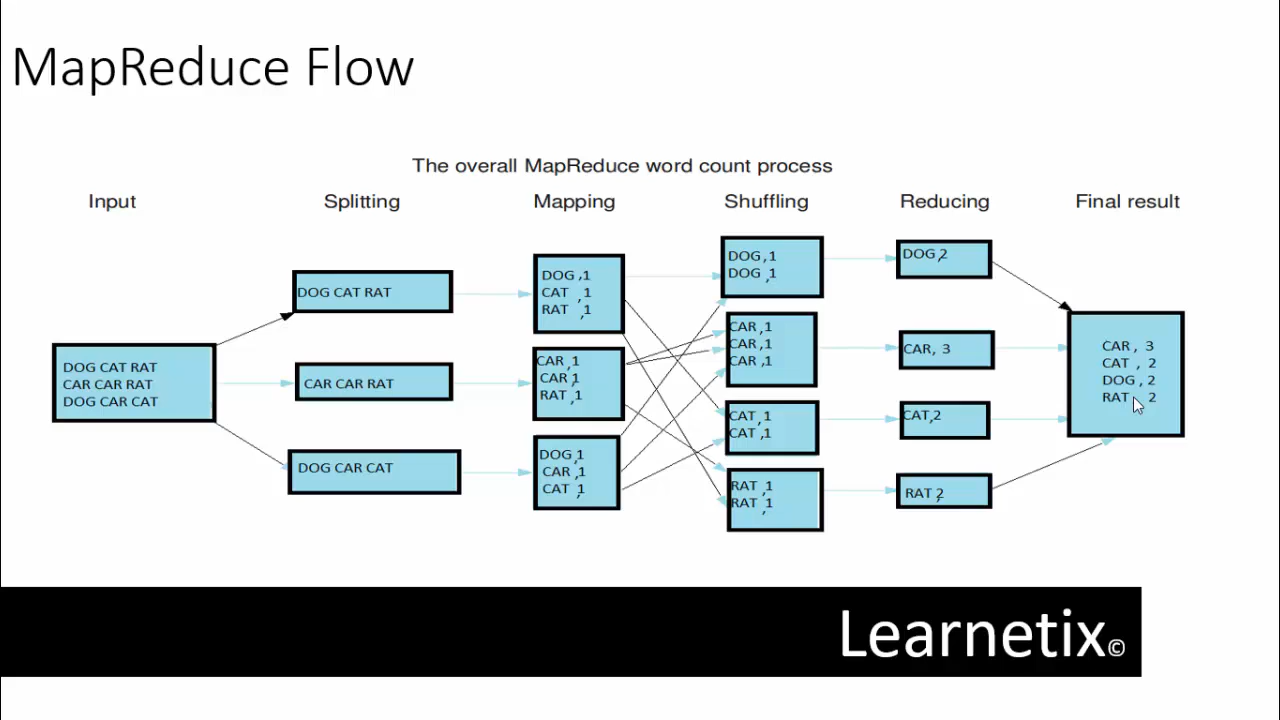 MapReduce Flow
The overall MapReduce word count process
Input
Splitting
Mapping
Shuffling
Reducing
Final result
DOG CAT RAT
CAR CAR RAT
DOG CAR CAT
DOG CAT RAT
CAR CAR RAT
DOG CAR CAT
DOG ,1
CAT ,1
RAT ,1
CAR ,1
CAR ,1
RAT ,1
DOG ,1
CAR ,1
CAT ,1
DOG ,1
DOG ,1
CAR ,1
CAR ,1
CAR ,1
CAT ,1
CAT ,1
RAT ,1
RAT ,1
DOG ,2
CAR , 3
CAT,2
RAT ,2
CAR , 3
CAT , 2
DOG , 2
RAT , 2
Learnetix©